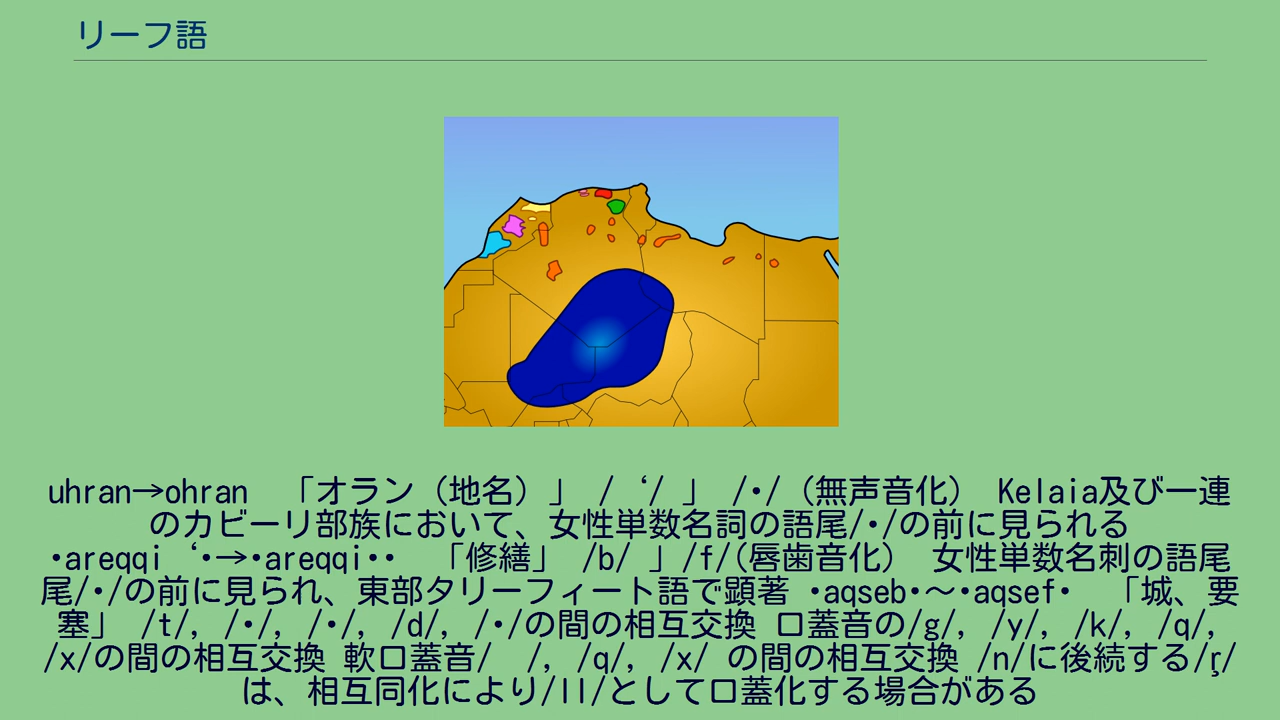 リーフ語
uhran→ohran 「オラン（地名）」 /‘/ 」 /・/（無声音化） Kelaia及び一連
のカビーリ部族において、女性単数名詞の語尾/・/の前に見られる
・areqqi‘・→・areqqi・・ 「修繕」 /b/ 」/f/(唇歯音化） 女性単数名刺の語尾
尾/・/の前に見られ、東部タリーフィート語で顕著 ・aqseb・～・aqsef・ 「城、要
塞」 /t/, /・/, /・/, /d/, /・/の間の相互交換 口蓋音の/g/, /y/, /k/, /q/,
/x/の間の相互交換 軟口蓋音/ /, /q/, /x/ の間の相互交換 /n/に後続する/ŗ/
は、相互同化により/ll/として口蓋化する場合がある